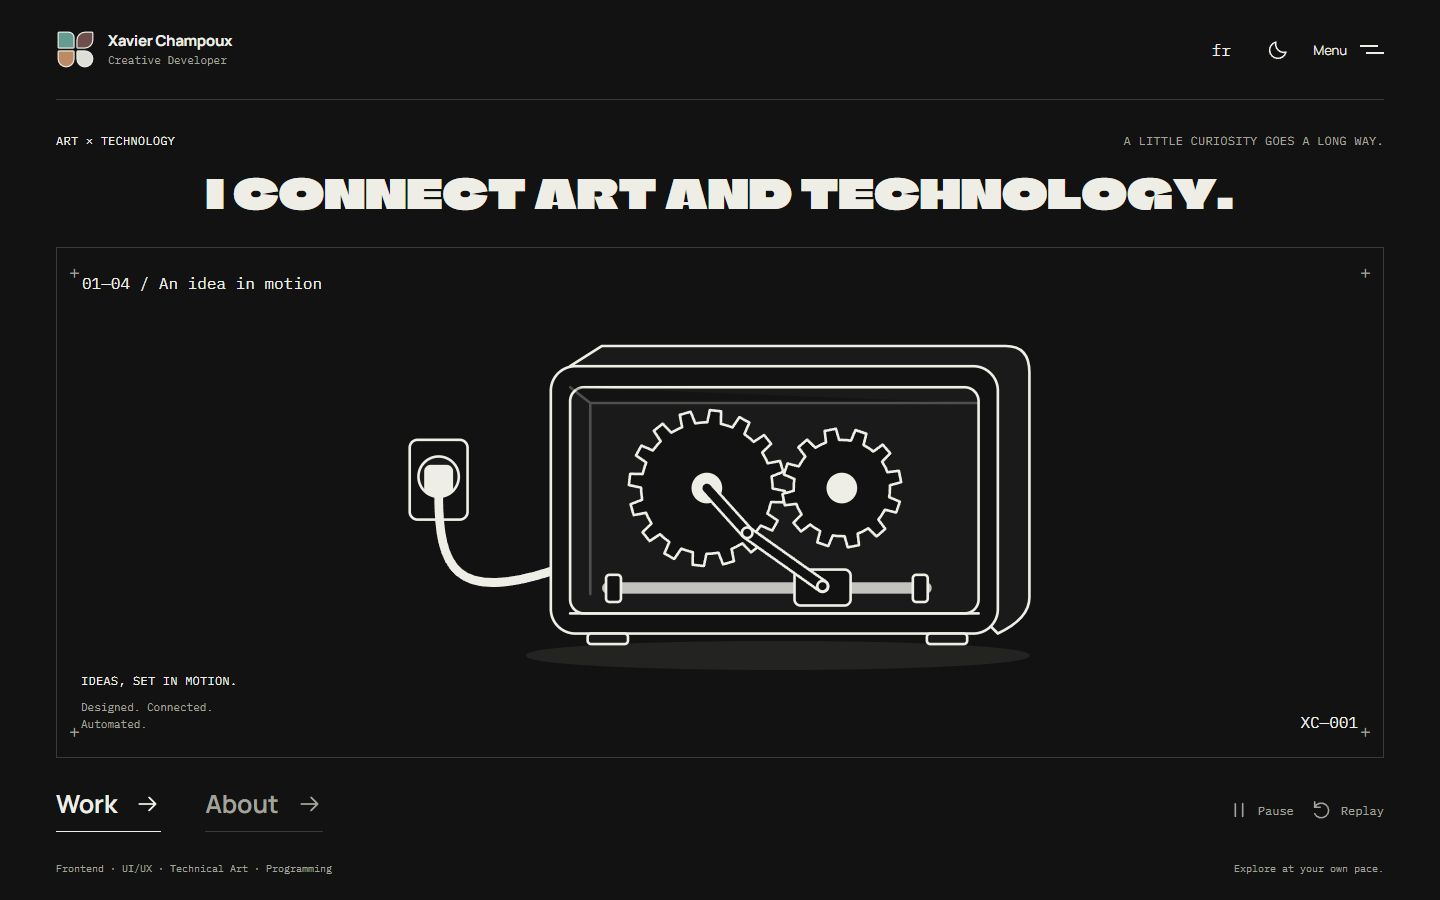 Xavier Champoux
Creative Developer
fr
Menu
ART × TECHNOLOGY
A LITTLE CURIOSITY GOES A LONG WAY.
I CONNECT ART AND TECHNOLOGY.
01—04 / An idea in motion
IDEAS, SET IN MOTION.
Designed. Connected.
Automated.
XC—001
Work
About
Pause
Replay
Frontend · UI/UX · Technical Art · Programming
Explore at your own pace.